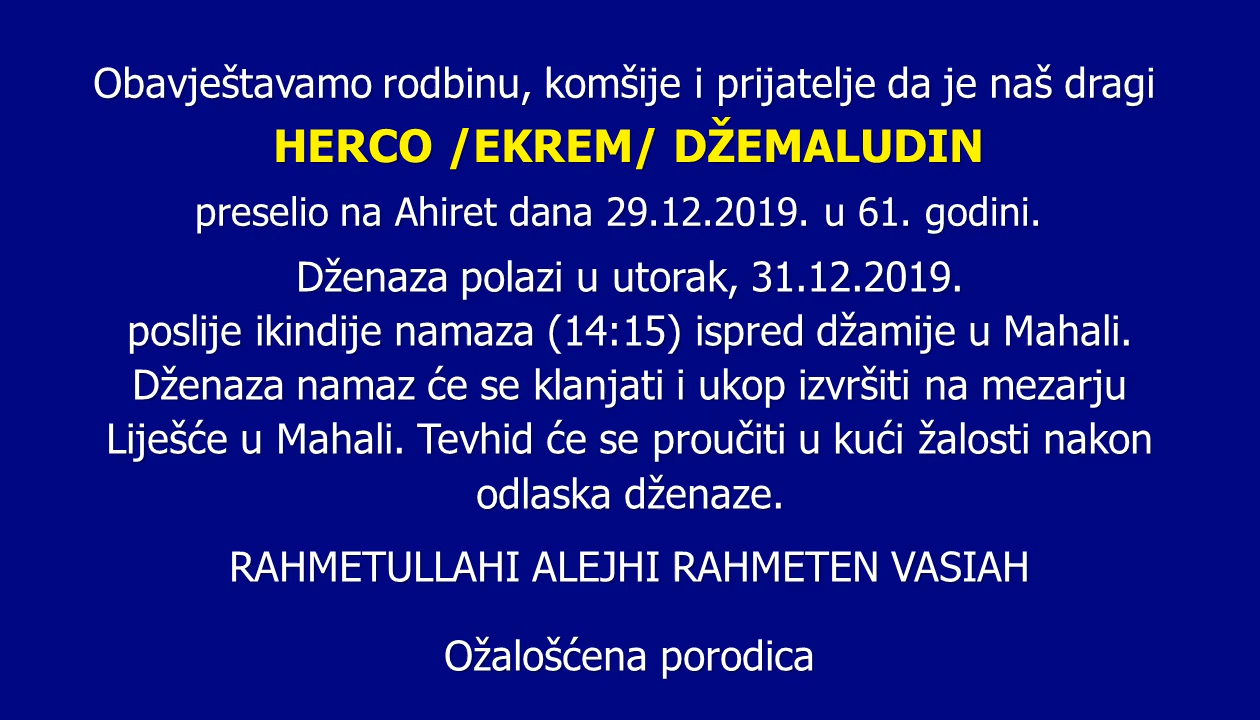 Obavještavamo rodbinu, komšije i prijatelje da je naš dragi
HERCO /EKREM/ DŽEMALUDIN
preselio na Ahiret dana 29.12.2019. u 61. godini.
Dženaza polazi u utorak, 31.12.2019.
poslije ikindije namaza (14:15) ispred džamije u Mahali.
Dženaza namaz će se klanjati i ukop izvršiti na mezarju
Liješće u Mahali. Tevhid će se proučiti u kući žalosti nakon
odlaska dženaze.
RAHMETULLAHI ALEJHI RAHMETEN VASIAH
Ožalošćena porodica